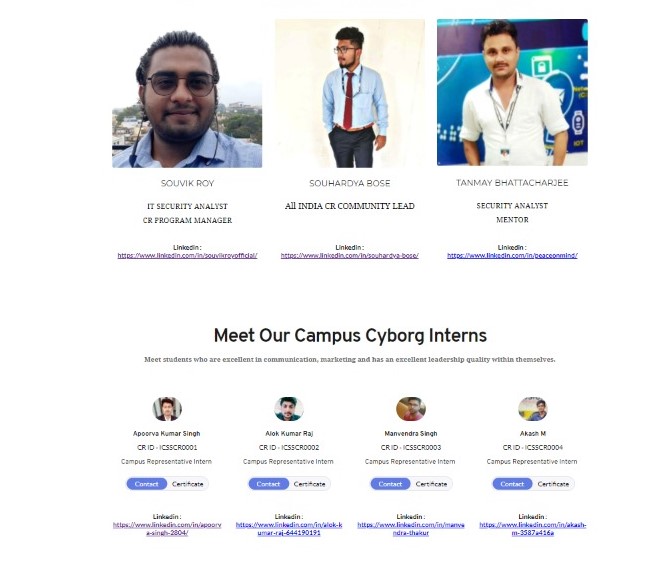 SOUVIK ROY
IT SECURITY ANALYST
CR PROGRAM MANAGER
Linkedin :
https://www.linkedin.com/in/souvikroyofficial/
SOUHARDYA BOSE
All INDIA CR COMMUNITY LEAD
Linkedin :
https://www.linkedin.com/in/souhardya-bose/
TANMAY BHATTACHARJEE
SECURITY ANALYST
MENTOR
Linkedin :
https://www.linkedin.com/in/peaceonmind/
IOT
Meet Our Campus Cyborg Interns
Meet students who are excellent in communication, marketing and has an excellent leadership quality within themselves.
Apoorva Kumar Singh
CR ID - ICSSCR0001
Campus Representative Intern
Contact Certificate
Linkedin :
https://www.linkedin.com/in/apoorv
a-singh-2804/
Alok Kumar Raj
CR ID - ICSSCR0002
Campus Representative Intern
Contact Certificate
Linkedin :
https://www.linkedin.com/in/alok-k
umar-raj-644190191
Manvendra Singh
CR ID - ICSSCR0003
Campus Representative Intern
Contact Certificate
Linkedin :
https://www.linkedin.com/in/manve
ndra-thakur
Akash M
CR ID - ICSSCR0004
Campus Representative Intern
Contact Certificate
Linkedin :
https://www.linkedin.com/in/akash-
m-3587a416a